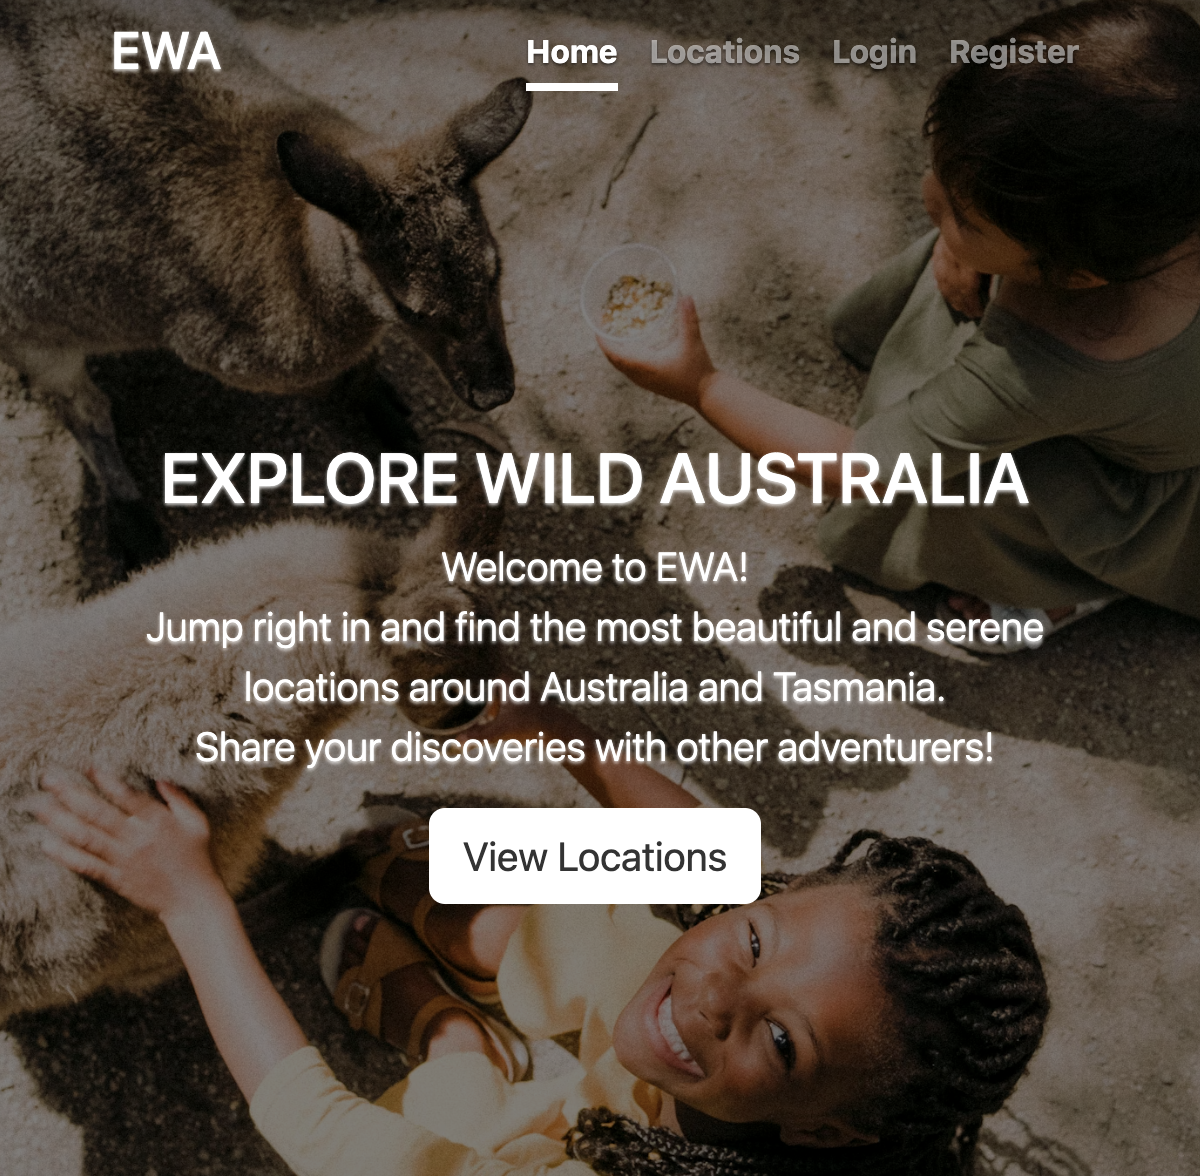 EWA
Home Locations Login Register
EXPLORE WILD AUSTRALIA
Welcome to EWA!
Jump right in and find the most beautiful and serene
locations around Australia and Tasmania.
Share your discoveries with other adventurers!
View Locations